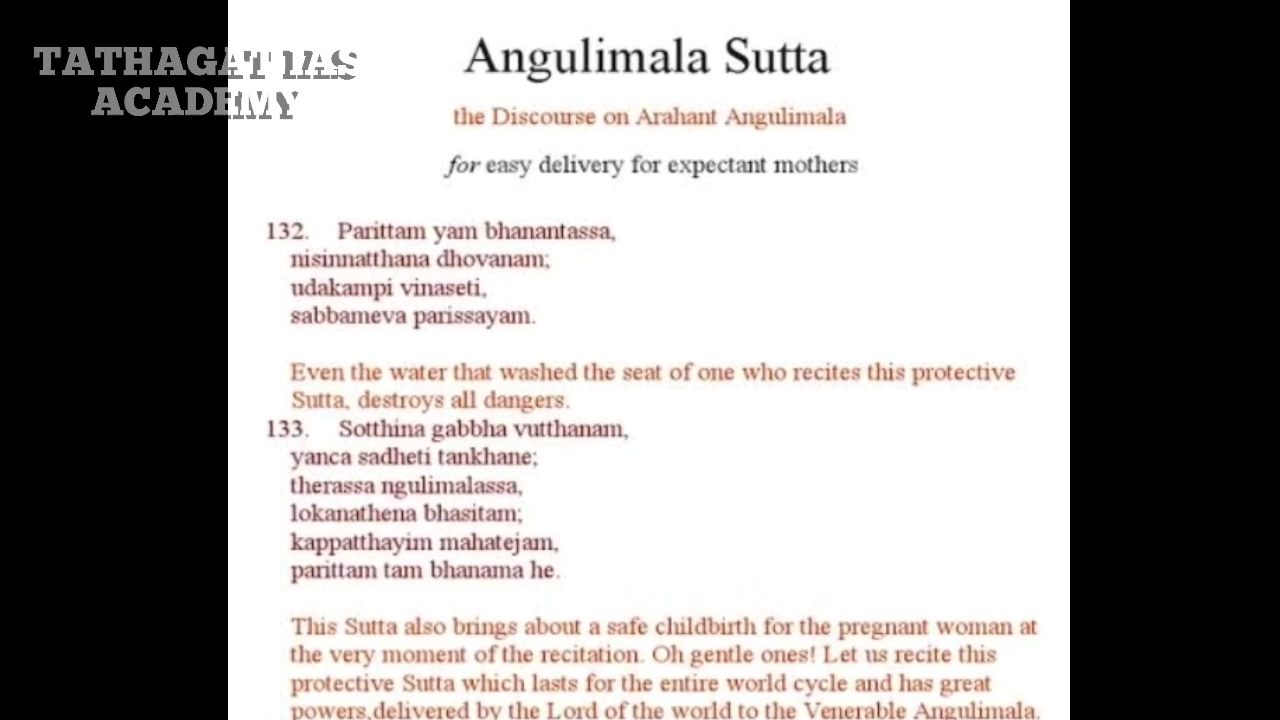 TATHAGATTAS
ACADEMY
Angulimala Sutta
the Discourse on Arahant Angulimala
for easy delivery for expectant mothers
132. Parittam yam bhanantassa,
nisinnatthana dhovanam;
udakampi vinaseti,
sabbameva parissayam.
Even the water that washed the seat of one who recites this protective
Sutta, destroys all dangers.
133. Sotthina gabbha vutthanam,
yanca sadheti tankhane;
therassa ngulimalassa,
lokanathena bhasitam;
kappatthayim mahatejam,
parittam tam bhanama he.
This Sutta also brings about a safe childbirth for the pregnant woman at
the very moment of the recitation. Oh gentle ones! Let us recite this
protective Sutta which lasts for the entire world cycle and has great
powers,delivered by the Lord of the world to the Venerable Angulimala.